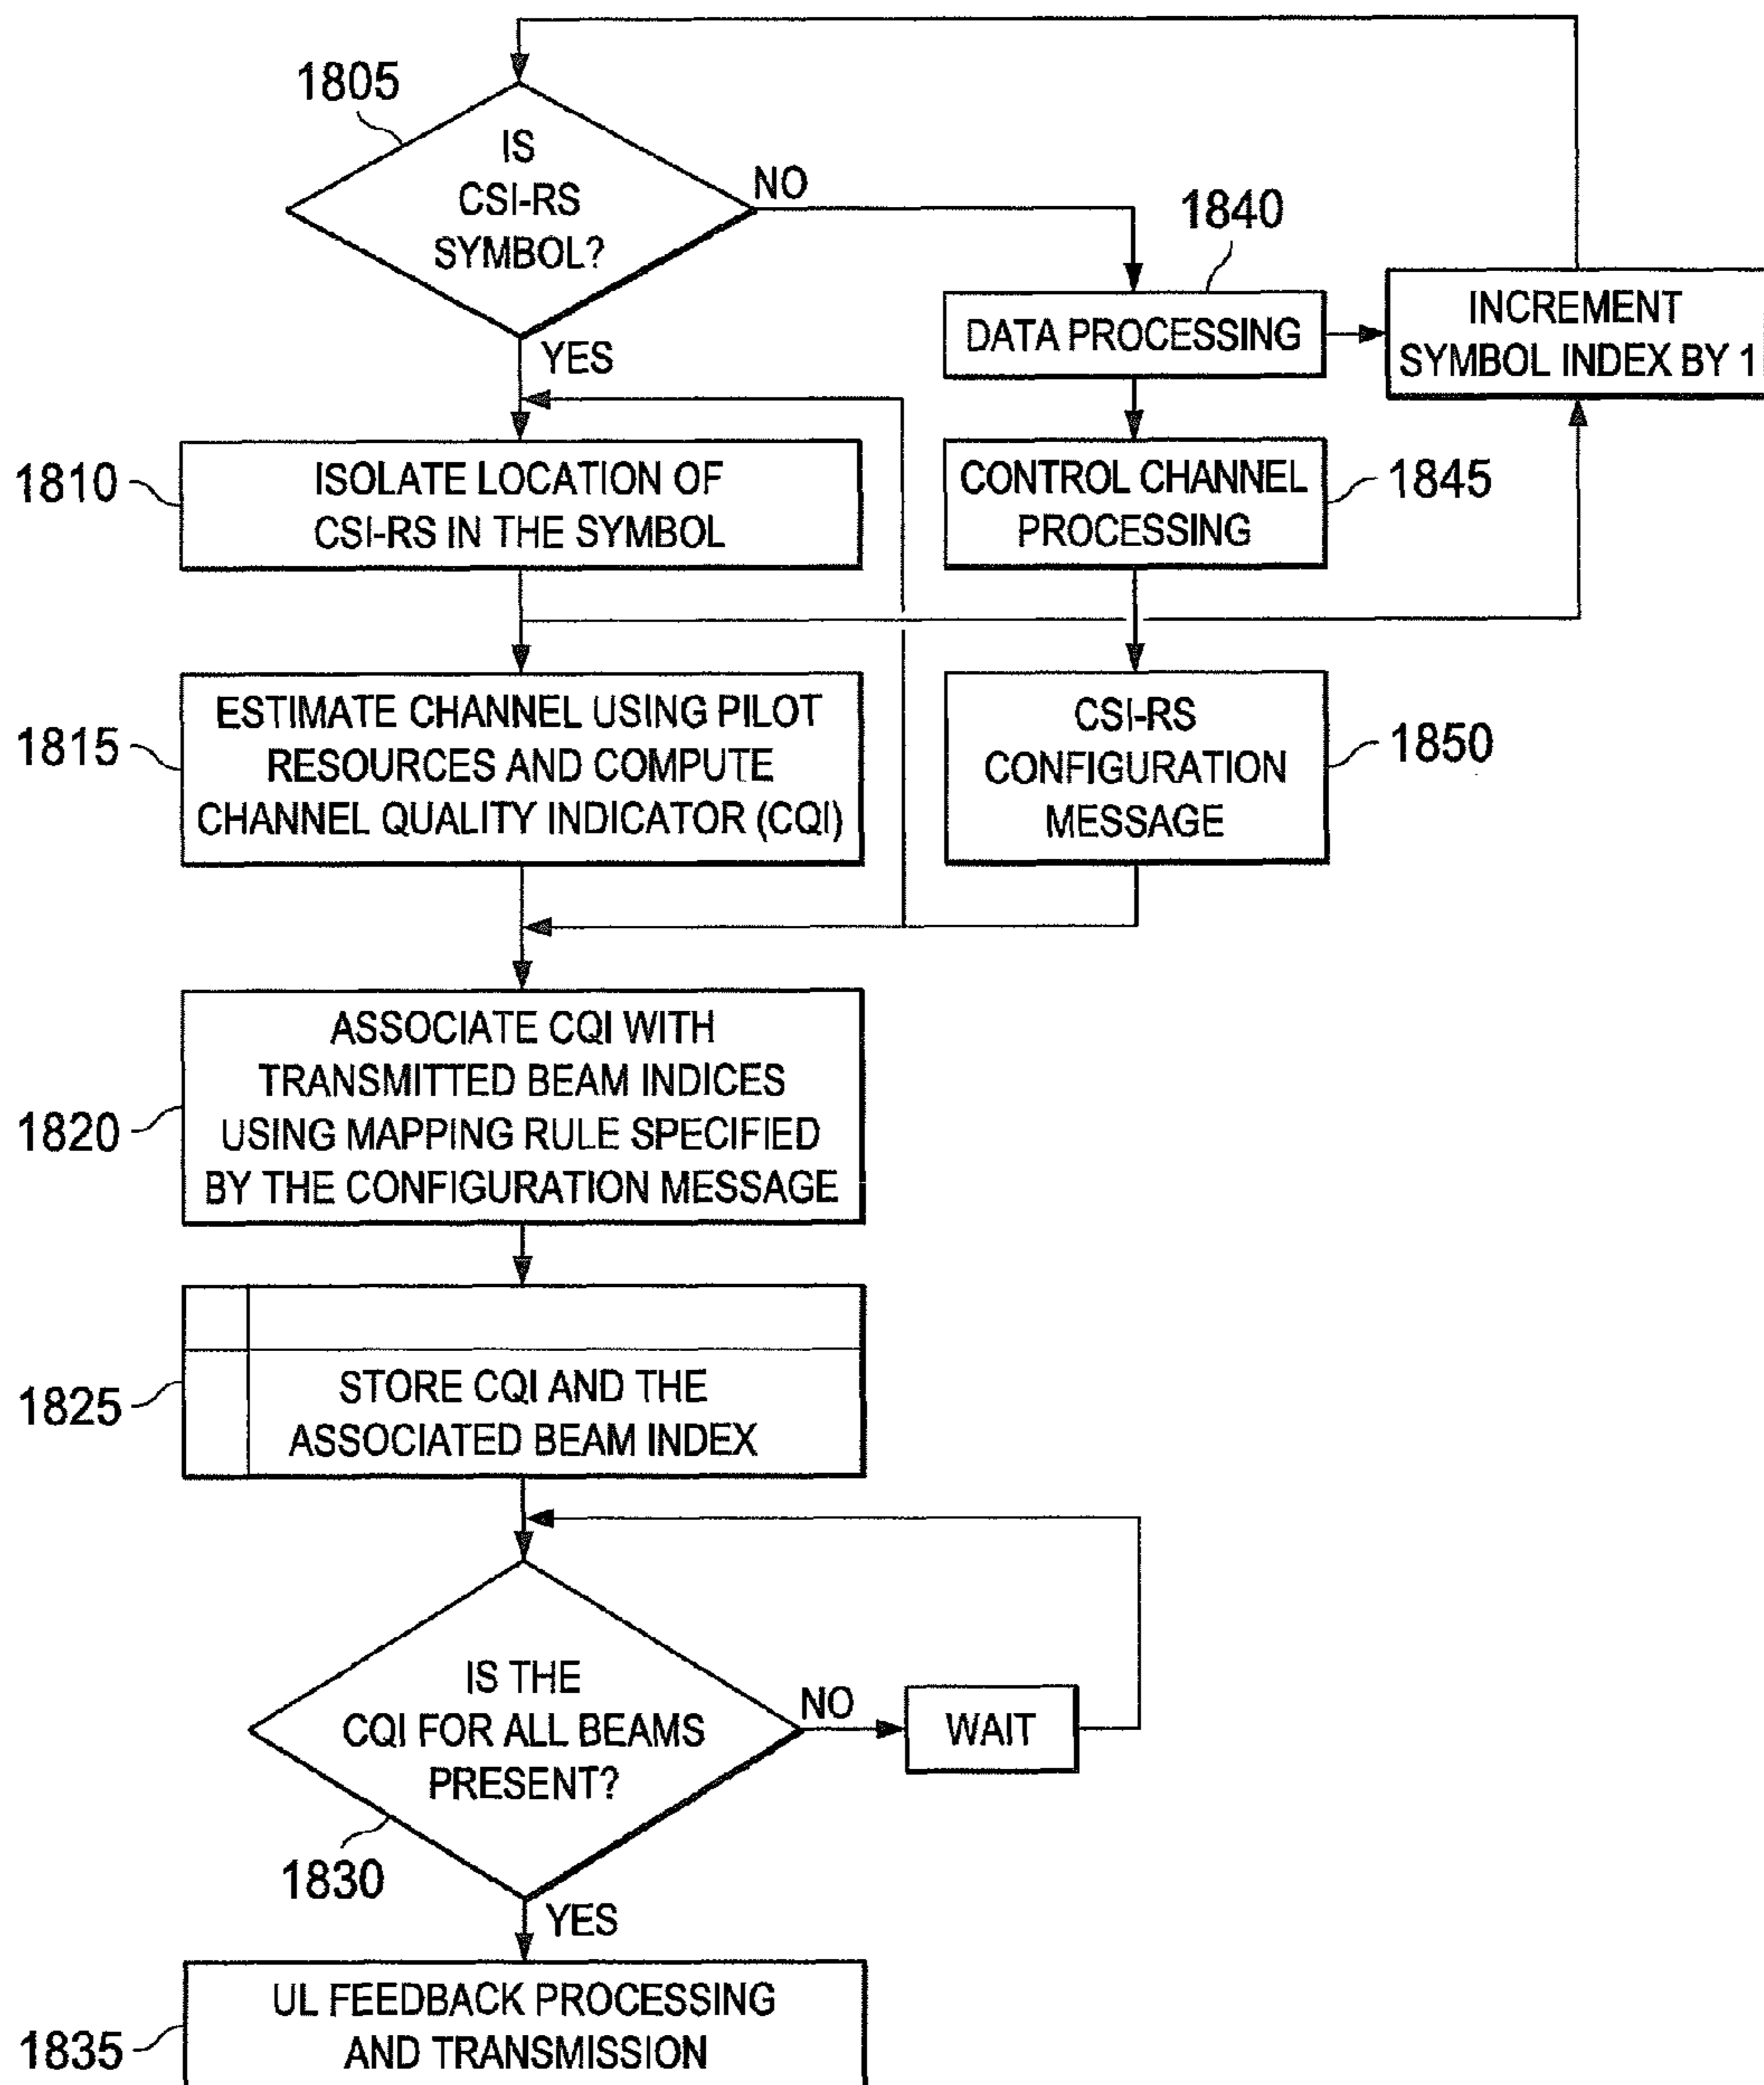 1805
IS
CSI-RS
SYMBOL?
NO
YES
1840
DATA PROCESSING
INCREMENT
SYMBOL INDEX BY 1
1810
ISOLATE LOCATION OF
CSI-RS IN THE SYMBOL
CONTROL CHANNEL
PROCESSING
1845
1815
ESTIMATE CHANNEL USING PILOT
RESOURCES AND COMPUTE
CHANNEL QUALITY INDICATOR (CQI)
CSI-RS
CONFIGURATION
MESSAGE
1850
1820
ASSOCIATE CQI WITH
TRANSMITTED BEAM INDICES
USING MAPPING RULE SPECIFIED
BY THE CONFIGURATION MESSAGE
1825
STORE CQI AND THE
ASSOCIATED BEAM INDEX
IS THE
CQI FOR ALL BEAMS
PRESENT?
NO
WAIT
1830
YES
1835
UL FEEDBACK PROCESSING
AND TRANSMISSION